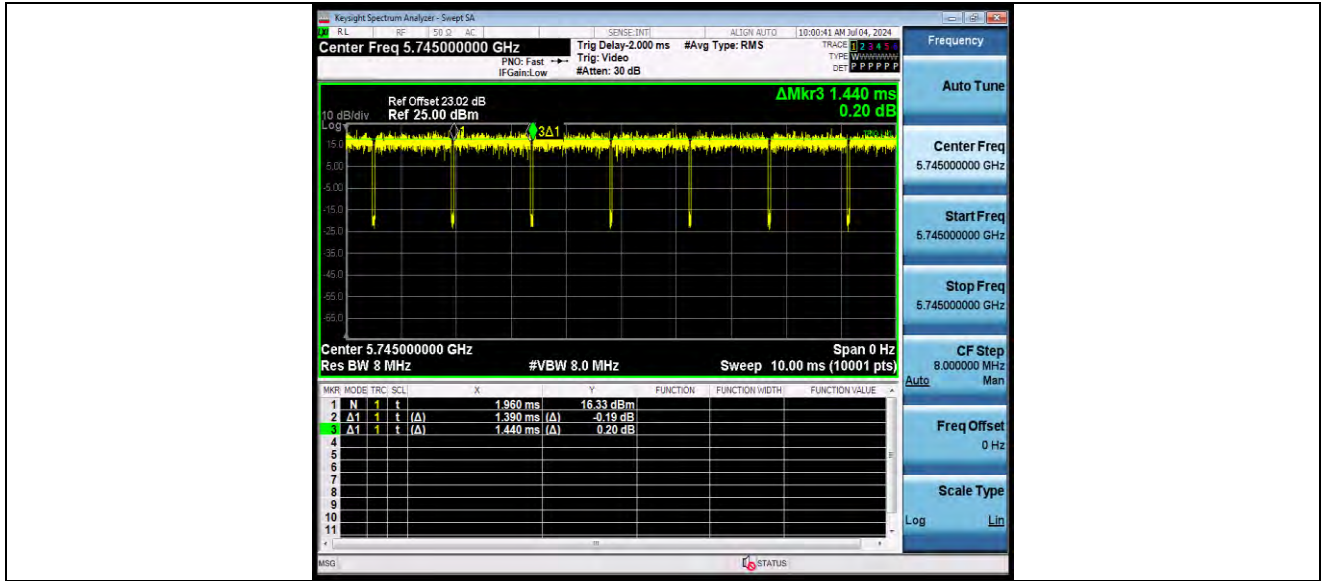 Keysight Spectrum Analyzer - Swept SA
RL RF 50 Ω AC SENSE:INT ALIGN AUTO 10:00:41 AM Jul 04, 2024
Center Freq 5.745000000 GHz
PNO: Fast
IFGain:Low
Trig Delay-2.000 ms
Trig: Video
#Atten: 30 dB
#Avg Type: RMS
TRACE 1 2 3 4 5 6
TYPE WWWWWW
DET P P P P P P
ΔMkr3 1.440 ms
0.20 dB
Ref Offset 23.02 dB
10 dB/div Ref 25.00 dBm
Log
1
3Δ1
15.0
5.00
-5.00
-15.0
-25.0
-35.0
-45.0
-55.0
-65.0
Center 5.745000000 GHz Span 0 Hz
Res BW 8 MHz #VBW 8.0 MHz Sweep 10.00 ms (10001 pts)
MKR MODE TRC SCL X Y FUNCTION FUNCTION WIDTH FUNCTION VALUE
1 N 1 t 1.960 ms 16.33 dBm
2 Δ1 1 t (Δ) 1.390 ms (Δ) -0.19 dB
3 Δ1 1 t (Δ) 1.440 ms (Δ) 0.20 dB
4
5
6
7
8
9
10
11
MSG STATUS
Frequency
Auto Tune
Center Freq
5.745000000 GHz
Start Freq
5.745000000 GHz
Stop Freq
5.745000000 GHz
CF Step
8.000000 MHz
Auto Man
Freq Offset
0 Hz
Scale Type
Log Lin